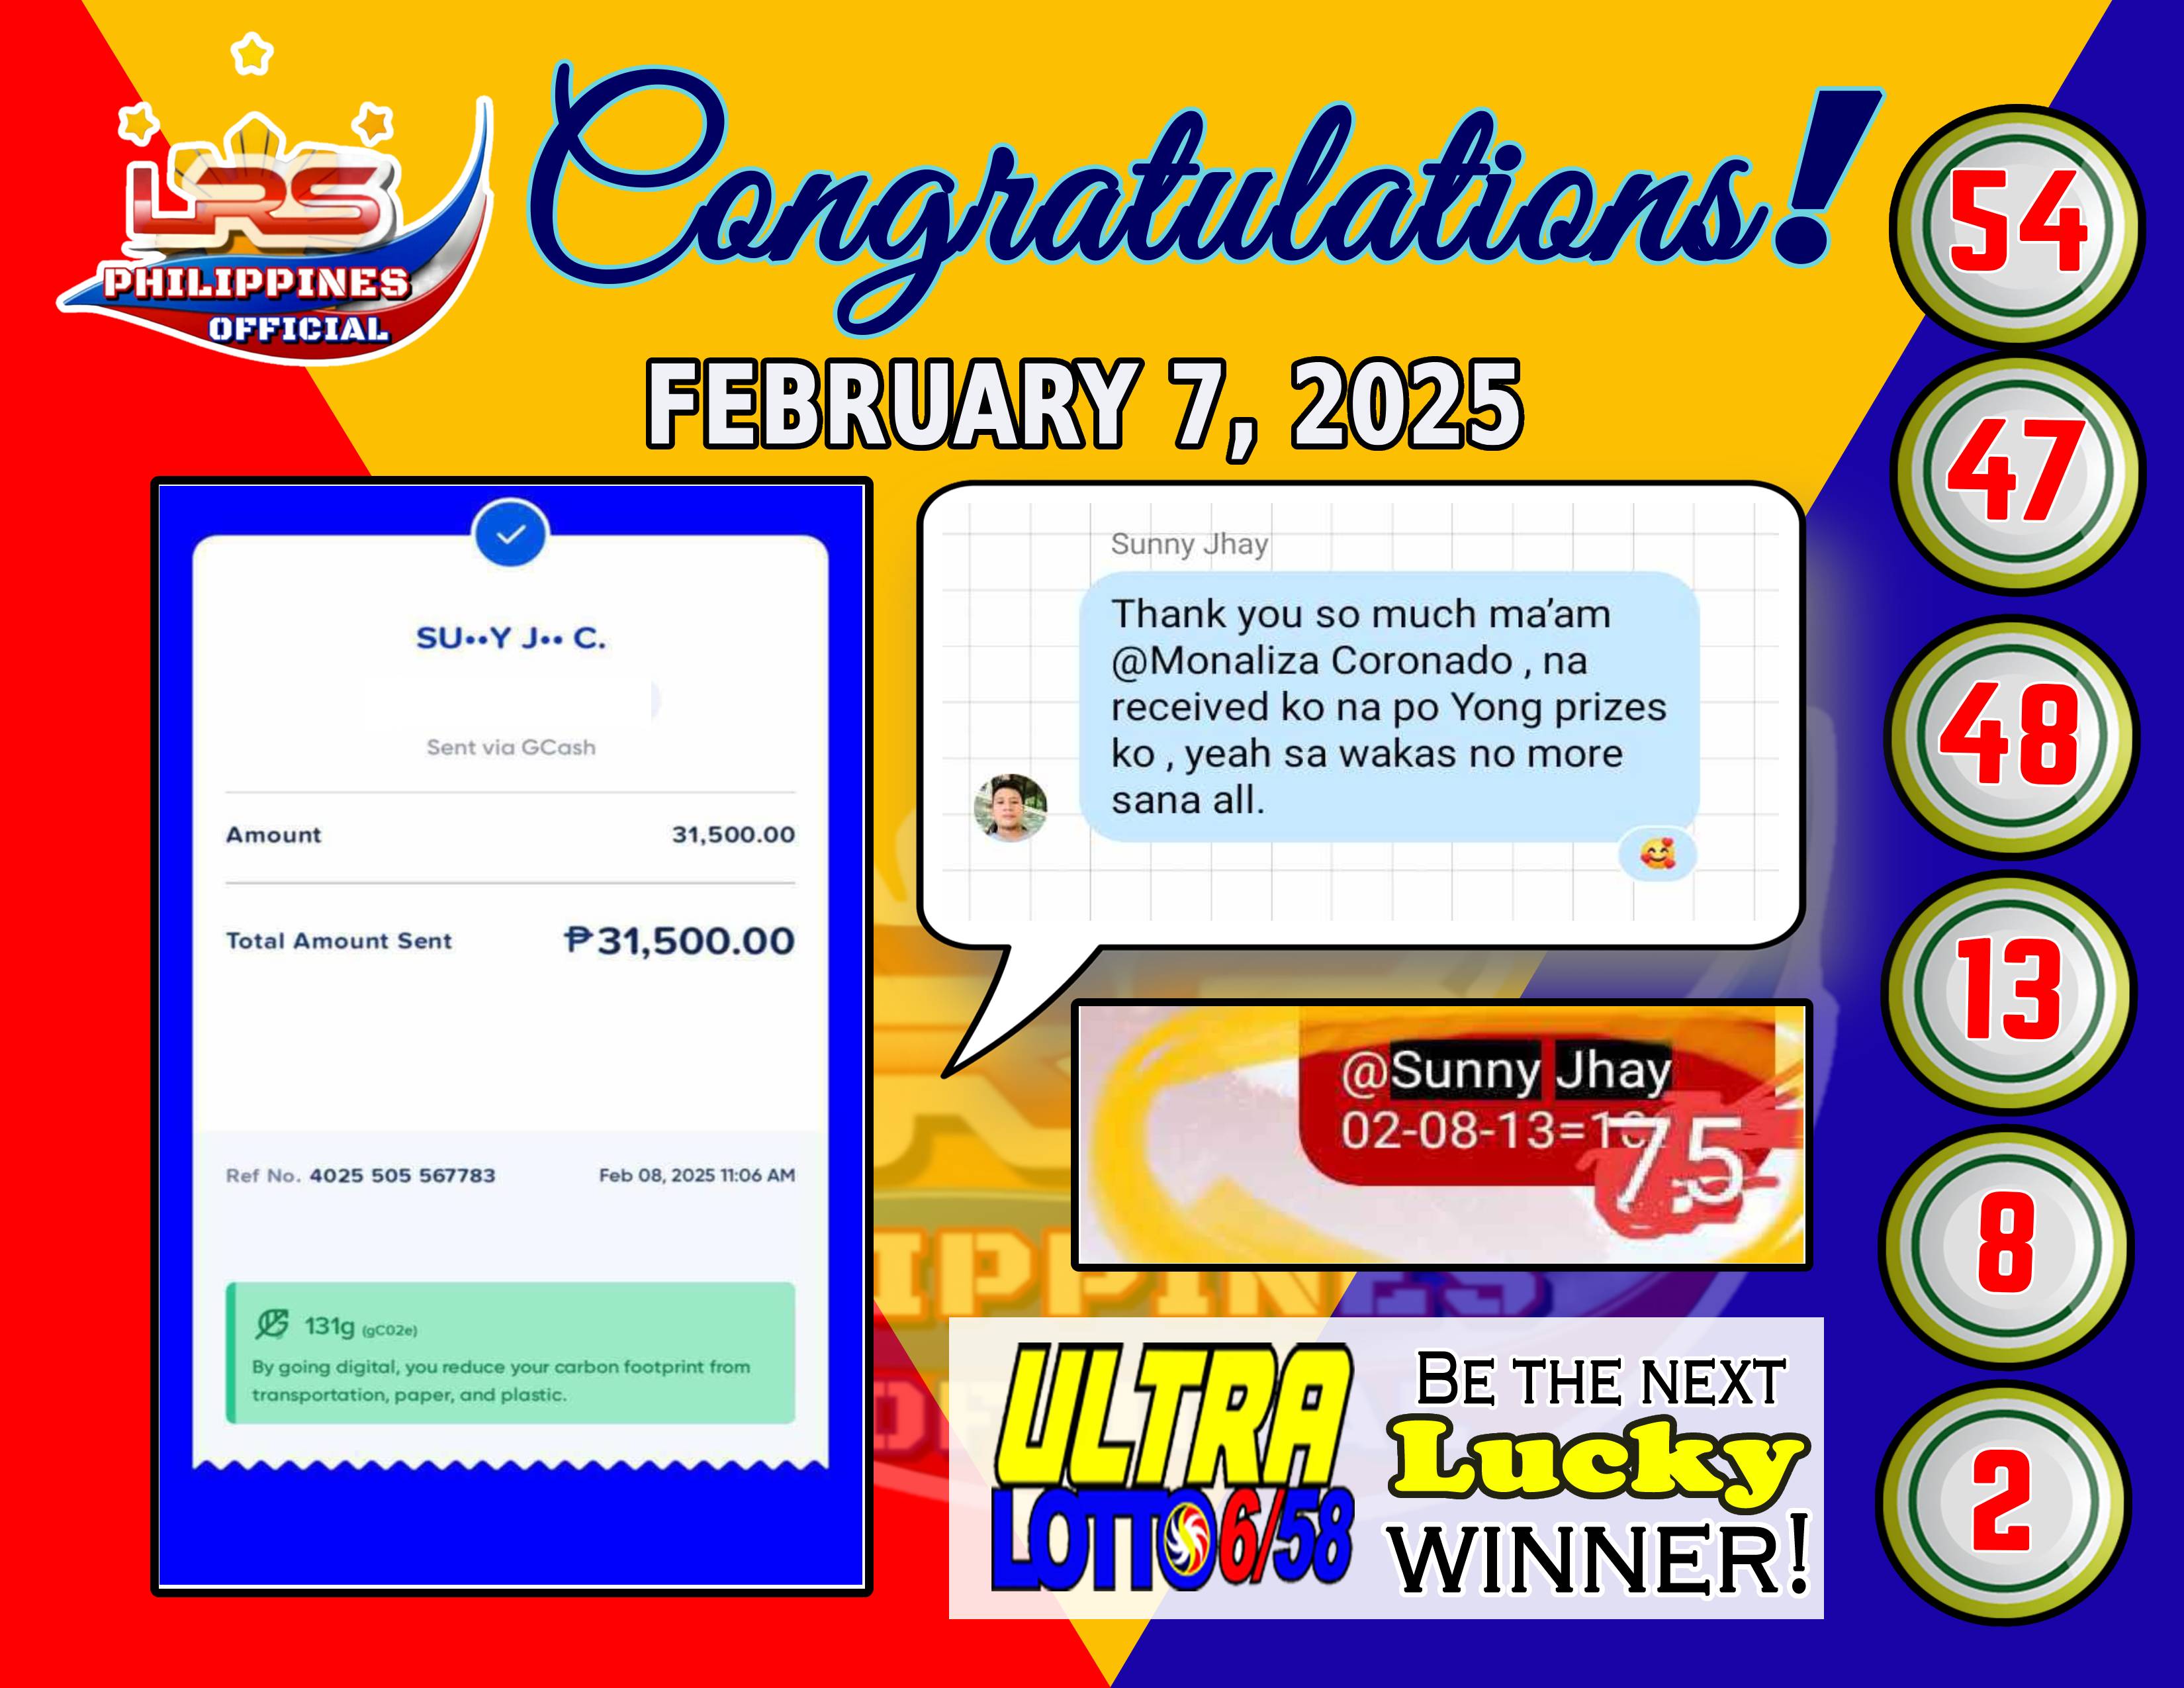 LRS
PHILIPPINES
OFFICIAL
Congratulations!
FEBRUARY 7, 2025
SU••Y J•• C.
Sent via GCash
Amount 31,500.00
Total Amount Sent ₱31,500.00
Ref No. 4025 505 567783 Feb 08, 2025 11:06 AM
131g (gCO2e)
By going digital, you reduce your carbon footprint from
transportation, paper, and plastic.
Sunny Jhay
Thank you so much ma’am
@Monaliza Coronado , na
received ko na po Yong prizes
ko , yeah sa wakas no more
sana all.
@Sunny Jhay
02-08-13=
75
ULTRA
LOTTO 6/58
BE THE NEXT
Lucky
WINNER!
54
47
48
13
8
2